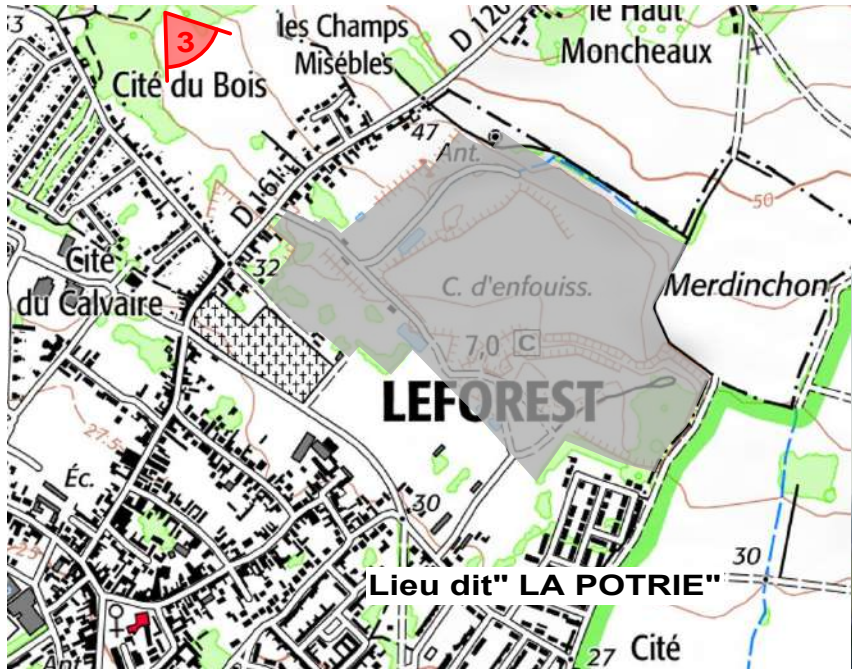 3
les Champs
Misébles
D 120
le Haut
Moncheaux
Cité du Bois
47
Ant.
D 161
50
32
Cité
du Calvaire
C. d'enfouiss.
Merdinchon
7,0 C
LEFOREST
27.5
Éc.
30
Lieu dit" LA POTRIE"
30
27 Cité
Ant.